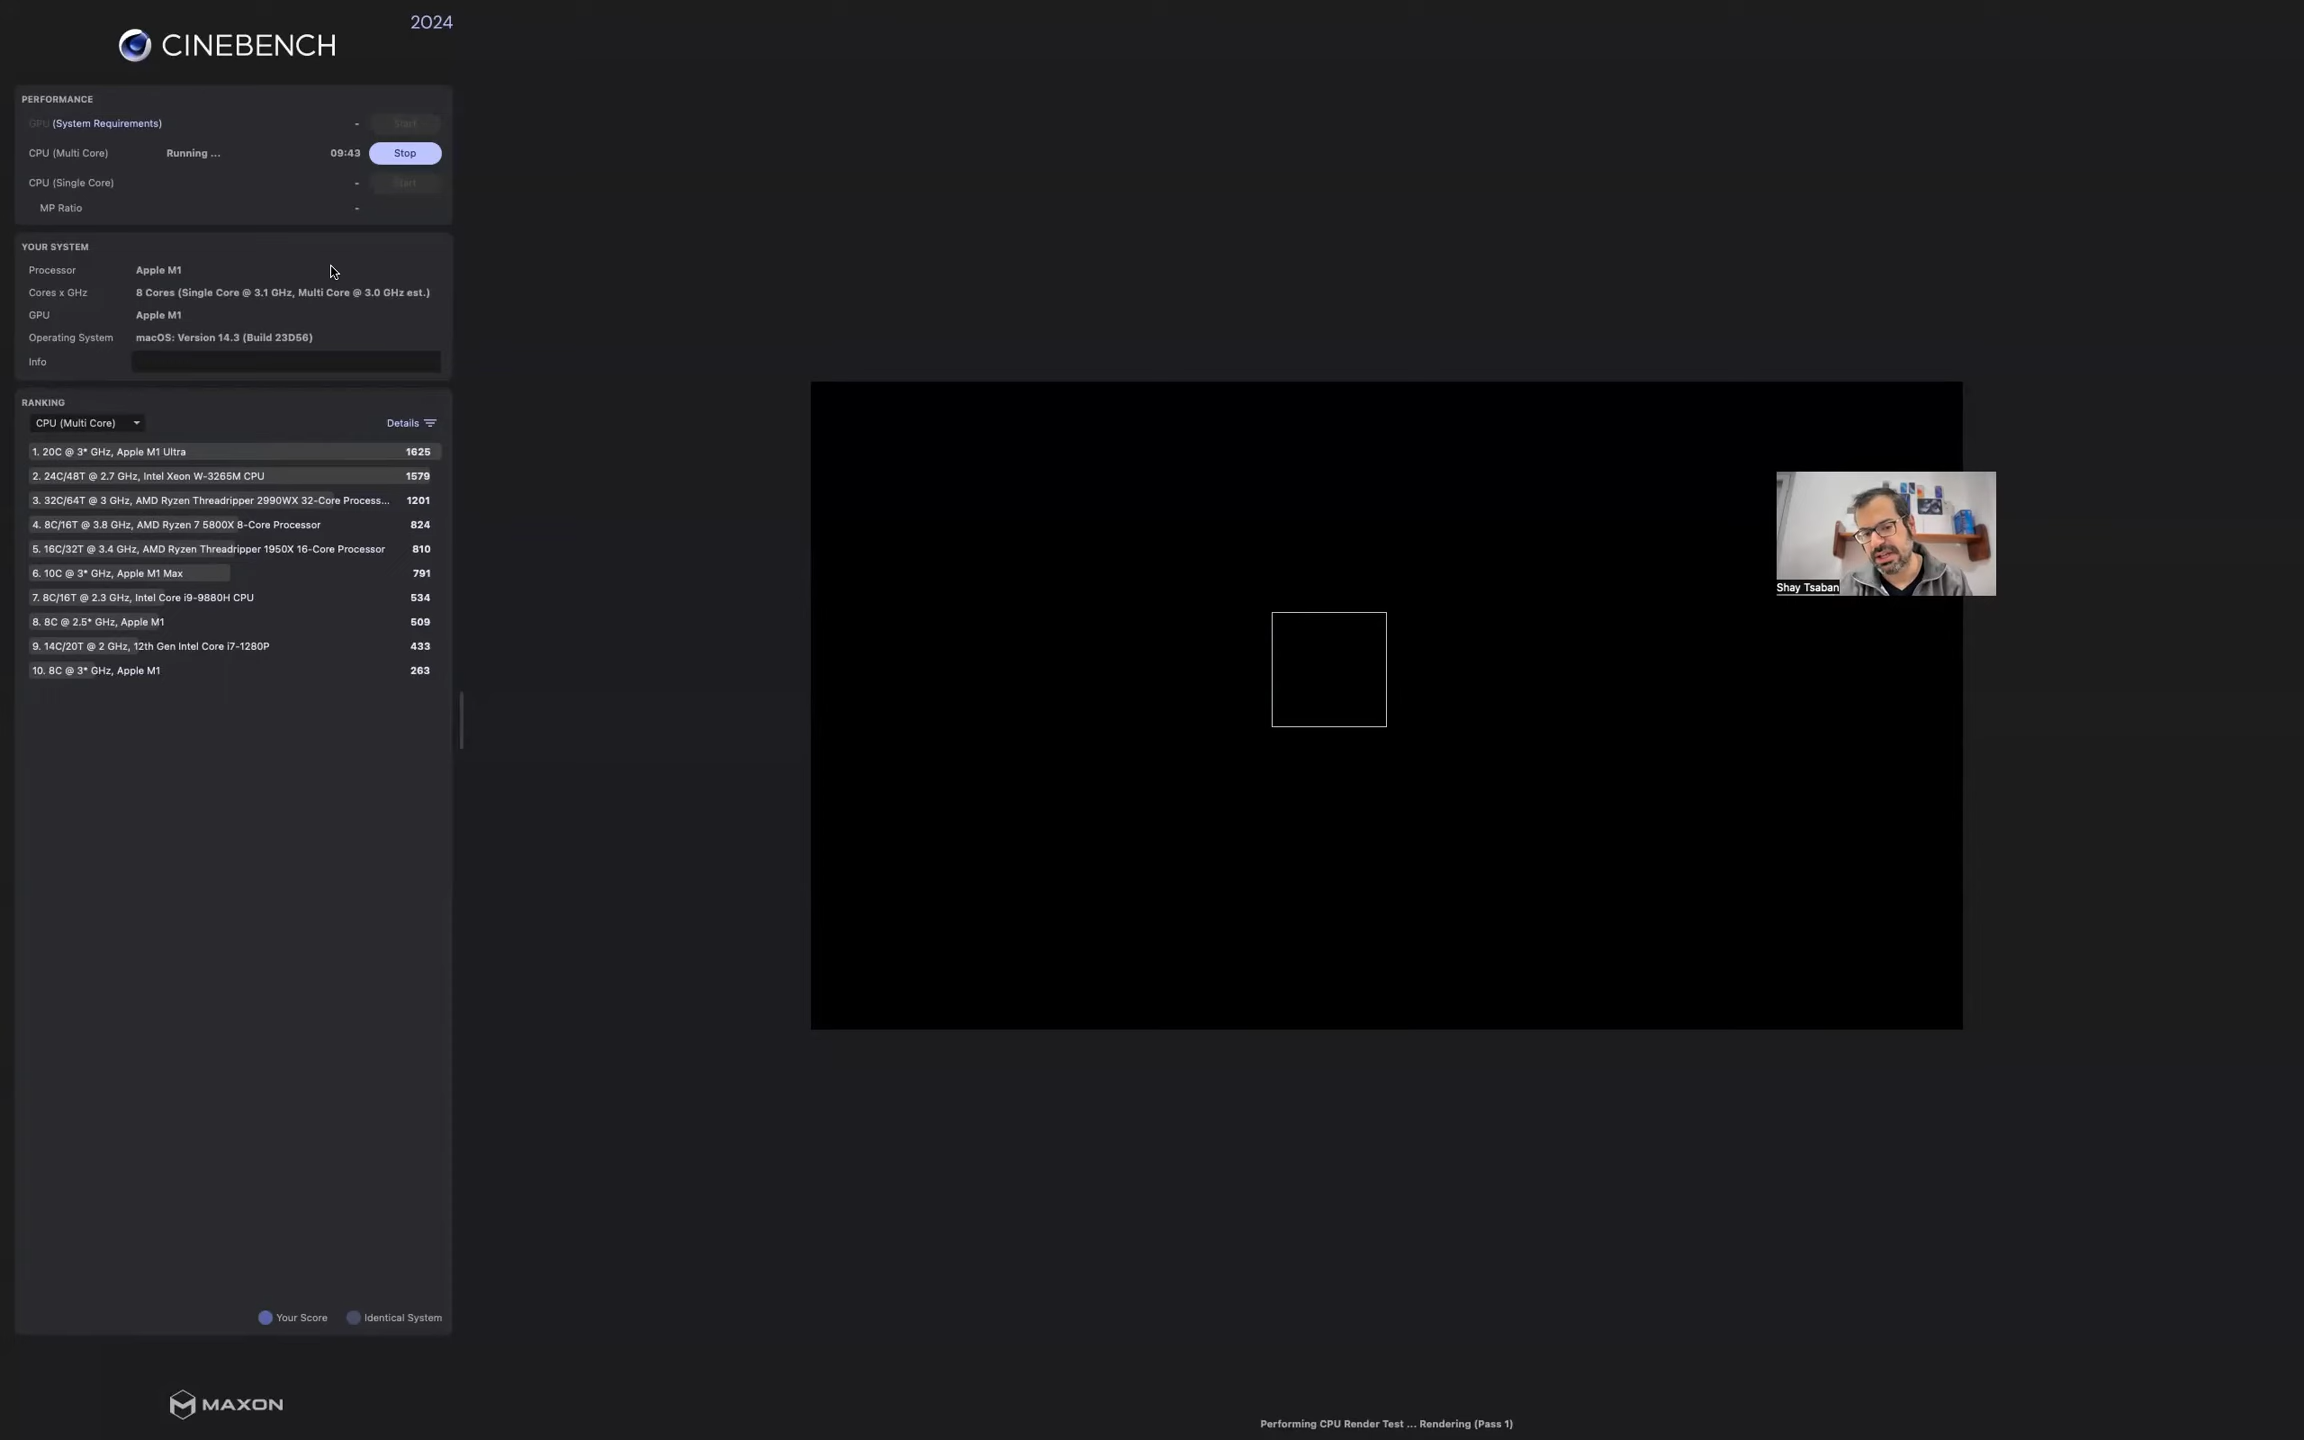 2024
CINEBENCH
PERFORMANCE
GPU (System Requirements) - Start
CPU (Multi Core) Running ... 09:43 Stop
CPU (Single Core) - Start
MP Ratio -
YOUR SYSTEM
Processor Apple M1
Cores x GHz 8 Cores (Single Core @ 3.1 GHz, Multi Core @ 3.0 GHz est.)
GPU Apple M1
Operating System macOS: Version 14.3 (Build 23D56)
Info
RANKING
CPU (Multi Core) Details
1. 20C @ 3* GHz, Apple M1 Ultra 1625
2. 24C/48T @ 2.7 GHz, Intel Xeon W-3265M CPU 1579
3. 32C/64T @ 3 GHz, AMD Ryzen Threadripper 2990WX 32-Core Process... 1201
4. 8C/16T @ 3.8 GHz, AMD Ryzen 7 5800X 8-Core Processor 824
5. 16C/32T @ 3.4 GHz, AMD Ryzen Threadripper 1950X 16-Core Processor 810
6. 10C @ 3* GHz, Apple M1 Max 791
7. 8C/16T @ 2.3 GHz, Intel Core i9-9880H CPU 534
8. 8C @ 2.5* GHz, Apple M1 509
9. 14C/20T @ 2 GHz, 12th Gen Intel Core i7-1280P 433
10. 8C @ 3* GHz, Apple M1 263
Shay Tsaban
Your Score Identical System
MAXON
Performing CPU Render Test ... Rendering (Pass 1)